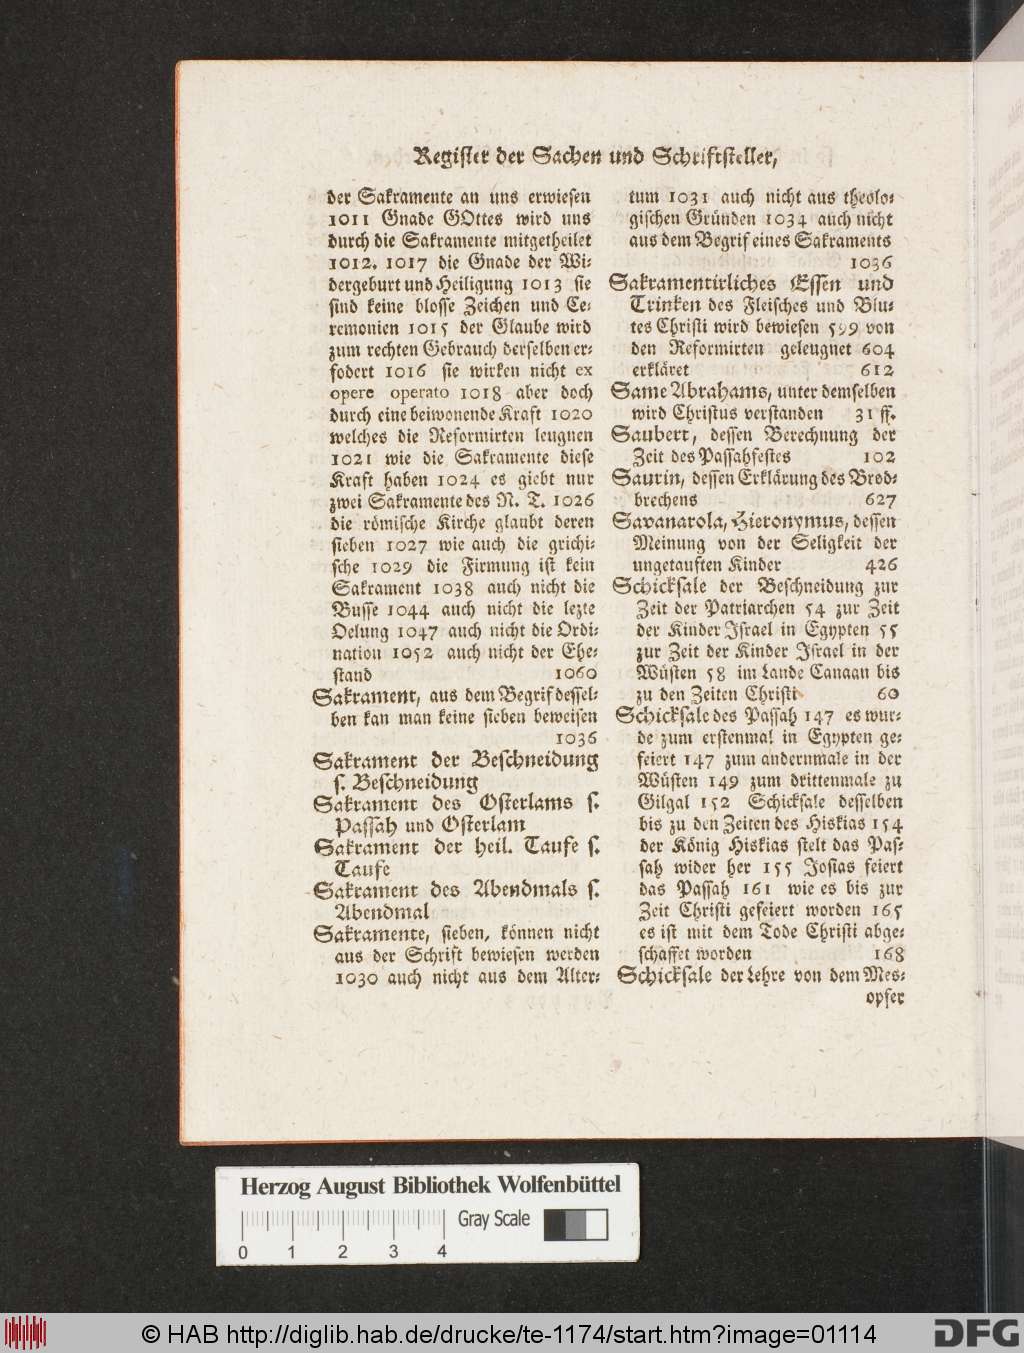 Register der Sachen und Schriftsteller,
der Sakramente an uns erwiesen
1011 Gnade GOttes wird uns
durch die Sakramente mitgetheilet
1012. 1017 die Gnade der Wi-
dergeburt und Heiligung 1013 sie
sind keine blosse Zeichen und Ce-
remonien 1015 der Glaube wird
zum rechten Gebrauch derselben er-
fodert 1016 sie wirken nicht ex
opere operato 1018 aber doch
durch eine beiwonende Kraft 1020
welches die Reformirten leugnen
1021 wie die Sakramente diese
Kraft haben 1024 es giebt nur
zwei Sakramente des N. T. 1026
die römische Kirche glaubt deren
sieben 1027 wie auch die grichi-
sche 1029 die Firmung ist kein
Sakrament 1038 auch nicht die
Busse 1044 auch nicht die lezte
Oelung 1047 auch nicht die Ordi-
nation 1052 auch nicht der Ehe-
stand 1060
Sakrament, aus dem Begrif dessel-
ben kan man keine sieben beweisen
1036
Sakrament der Beschneidung
s. Beschneidung
Sakrament des Osterlams s.
Passah und Osterlam
Sakrament der heil. Taufe s.
Taufe
Sakrament des Abendmals s.
Abendmal
Sakramente, sieben, können nicht
aus der Schrift bewiesen werden
1030 auch nicht aus dem Alter-
tum 1031 auch nicht aus theolo-
gischen Gründen 1034 auch nicht
aus dem Begrif eines Sakraments
1036
Sakramentirliches Essen und
Trinken des Fleisches und Blu-
tes Christi wird bewiesen 599 von
den Reformirten geleugnet 604
erkläret 612
Same Abrahams, unter demselben
wird Christus verstanden 31 ff.
Saubert, dessen Berechnung der
Zeit des Passahfestes 102
Saurin, dessen Erklärung des Brod-
brechens 627
Savanarola, Hieronymus, dessen
Meinung von der Seligkeit der
ungetauften Kinder 426
Schicksale der Beschneidung zur
Zeit der Patriarchen 54 zur Zeit
der Kinder Israel in Egypten 55
zur Zeit der Kinder Israel in der
Wüsten 58 im Lande Canaan bis
zu den Zeiten Christi 60
Schicksale des Passah 147 es wur-
de zum erstenmal in Egypten ge-
feiert 147 zum andernmale in der
Wüsten 149 zum drittenmale zu
Gilgal 152 Schicksale desselben
bis zu den Zeiten des Hiskias 154
der König Hiskias stelt das Pas-
sah wider her 155 Josias feiert
das Passah 161 wie es bis zur
Zeit Christi gefeiert worden 165
es ist mit dem Tode Christi abge-
schaffet worden 168
Schicksale der Lehre von dem Mes-
opfer
Herzog August Bibliothek Wolfenbüttel
Gray Scale
0 1 2 3 4
© HAB http://diglib.hab.de/drucke/te-1174/start.htm?image=01114
DFG